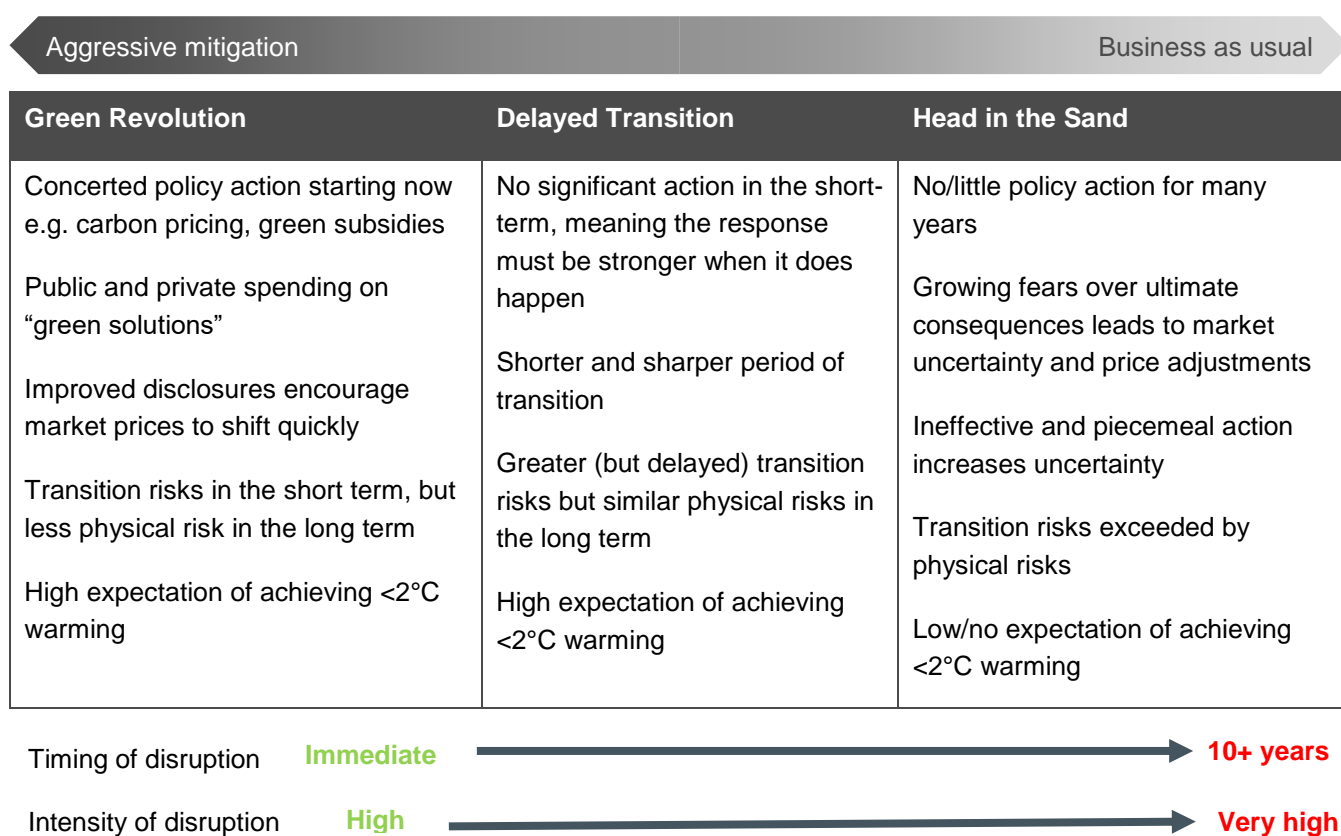 Aggressive mitigation Business as usual
Green Revolution Delayed Transition Head in the Sand
Concerted policy action starting now
e.g. carbon pricing, green subsidies
Public and private spending on
“green solutions”
Improved disclosures encourage
market prices to shift quickly
Transition risks in the short term, but
less physical risk in the long term
High expectation of achieving <2°C
warming
No significant action in the short-
term, meaning the response
must be stronger when it does
happen
Shorter and sharper period of
transition
Greater (but delayed) transition
risks but similar physical risks in
the long term
High expectation of achieving
<2°C warming
No/little policy action for many
years
Growing fears over ultimate
consequences leads to market
uncertainty and price adjustments
Ineffective and piecemeal action
increases uncertainty
Transition risks exceeded by
physical risks
Low/no expectation of achieving
<2°C warming
Timing of disruption Immediate 10+ years
Intensity of disruption High Very high